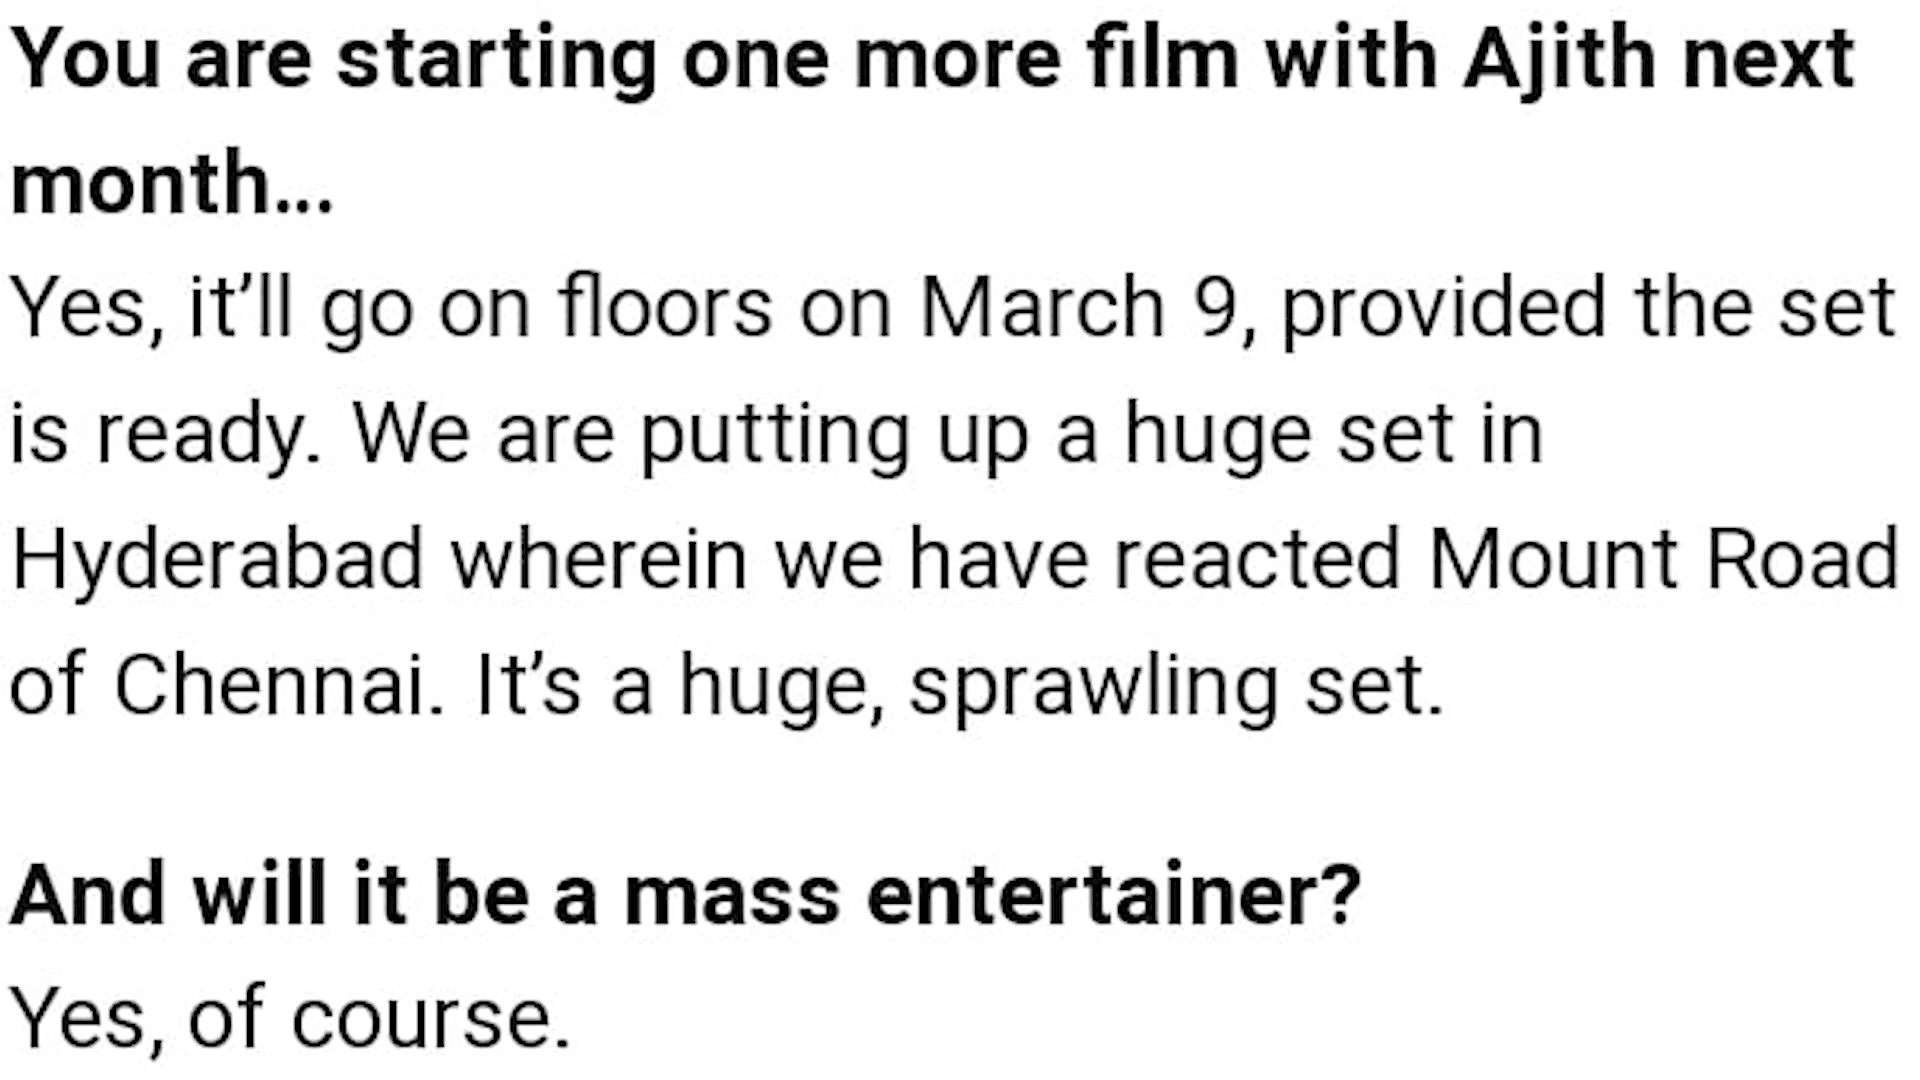 You are starting one more film with Ajith next
month...
Yes, it’ll go on floors on March 9, provided the set
is ready. We are putting up a huge set in
Hyderabad wherein we have reacted Mount Road
of Chennai. It’s a huge, sprawling set.
And will it be a mass entertainer?
Yes, of course.